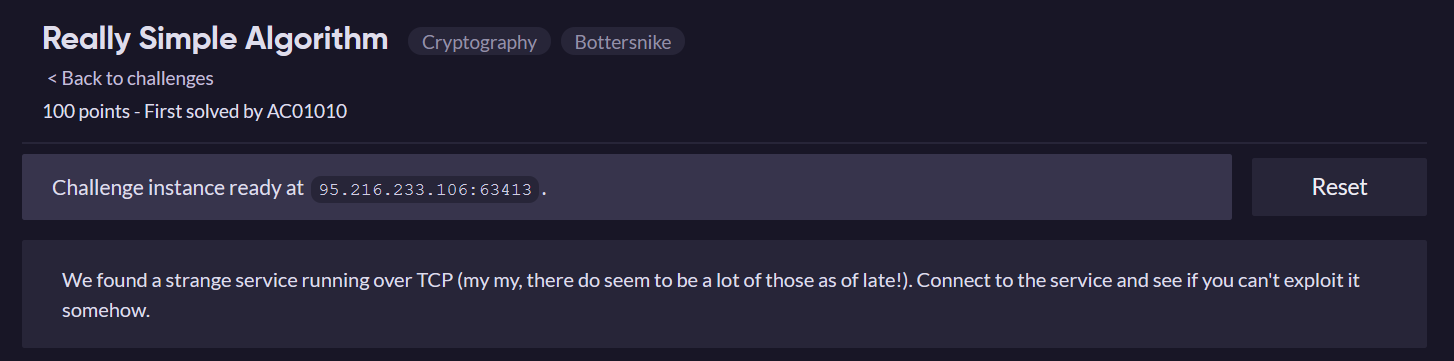 Really Simple Algorithm Cryptography Bottersnike
< Back to challenges
100 points - First solved by AC01010
Challenge instance ready at 95.216.233.106:63413. Reset
We found a strange service running over TCP (my my, there do seem to be a lot of those as of late!). Connect to the service and see if you can't exploit it
somehow.